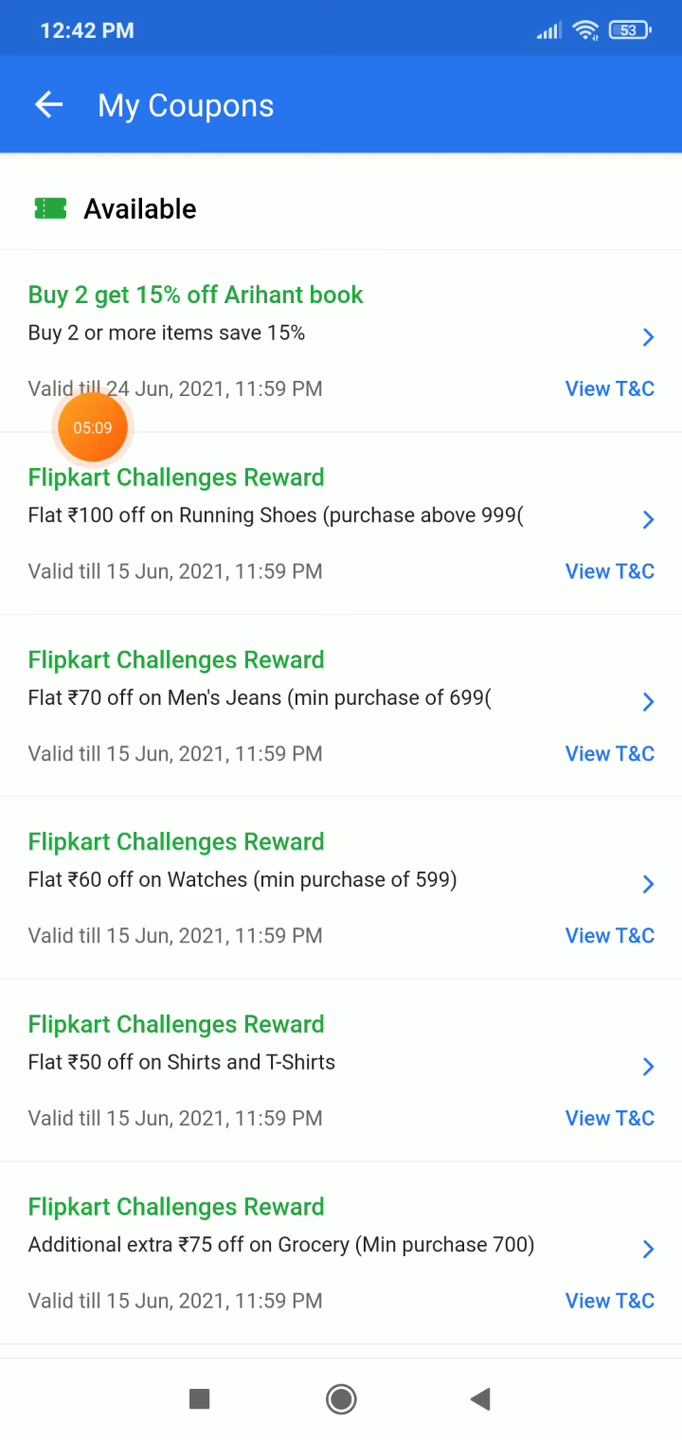 12:42 PM
53
My Coupons
Available
Buy 2 get 15% off Arihant book
Buy 2 or more items save 15%
Valid till 24 Jun, 2021, 11:59 PM
View T&C
05:09
Flipkart Challenges Reward
Flat ₹100 off on Running Shoes (purchase above 999(
Valid till 15 Jun, 2021, 11:59 PM
View T&C
Flipkart Challenges Reward
Flat ₹70 off on Men's Jeans (min purchase of 699(
Valid till 15 Jun, 2021, 11:59 PM
View T&C
Flipkart Challenges Reward
Flat ₹60 off on Watches (min purchase of 599)
Valid till 15 Jun, 2021, 11:59 PM
View T&C
Flipkart Challenges Reward
Flat ₹50 off on Shirts and T-Shirts
Valid till 15 Jun, 2021, 11:59 PM
View T&C
Flipkart Challenges Reward
Additional extra ₹75 off on Grocery (Min purchase 700)
Valid till 15 Jun, 2021, 11:59 PM
View T&C